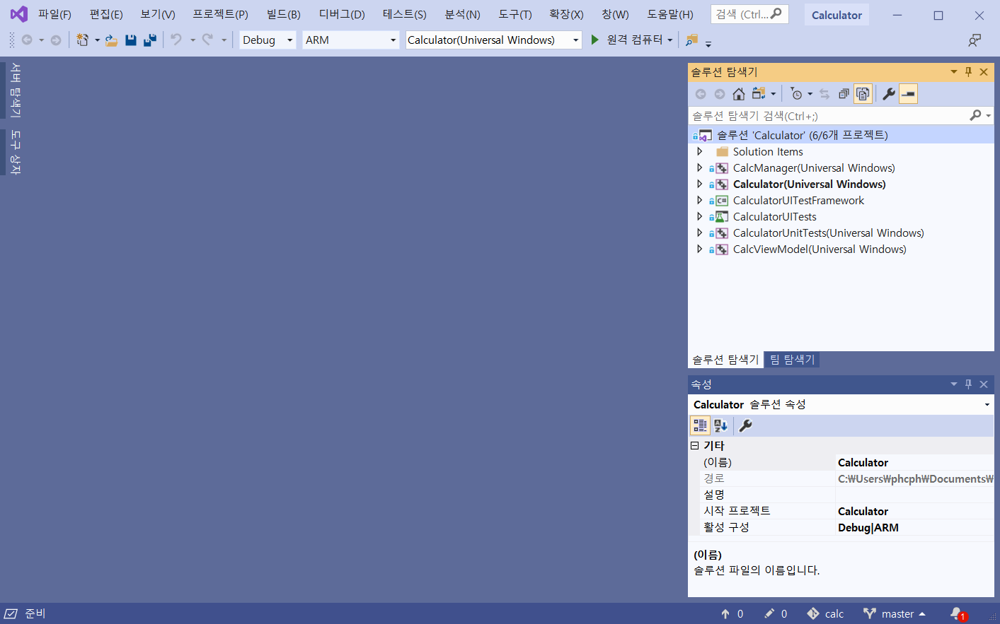 파일(F) 편집(E) 보기(V) 프로젝트(P) 빌드(B) 디버그(D) 테스트(S) 분석(N) 도구(T) 확장(X) 창(W) 도움말(H) 검색 (Ctrl... Calculator
Debug ARM Calculator(Universal Windows) 원격 컴퓨터
서버 탐색기
도구 상자
솔루션 탐색기
솔루션 탐색기 검색(Ctrl+;)
솔루션 'Calculator' (6/6개 프로젝트)
Solution Items
CalcManager(Universal Windows)
Calculator(Universal Windows)
C# CalculatorUITestFramework
CalculatorUITests
CalculatorUnitTests(Universal Windows)
CalcViewModel(Universal Windows)
솔루션 탐색기 팀 탐색기
속성
Calculator 솔루션 속성
기타
(이름) Calculator
경로 C:₩Users₩phcph₩Documents₩
설명
시작 프로젝트 Calculator
활성 구성 Debug|ARM
(이름)
솔루션 파일의 이름입니다.
준비 0 0 calc master 1